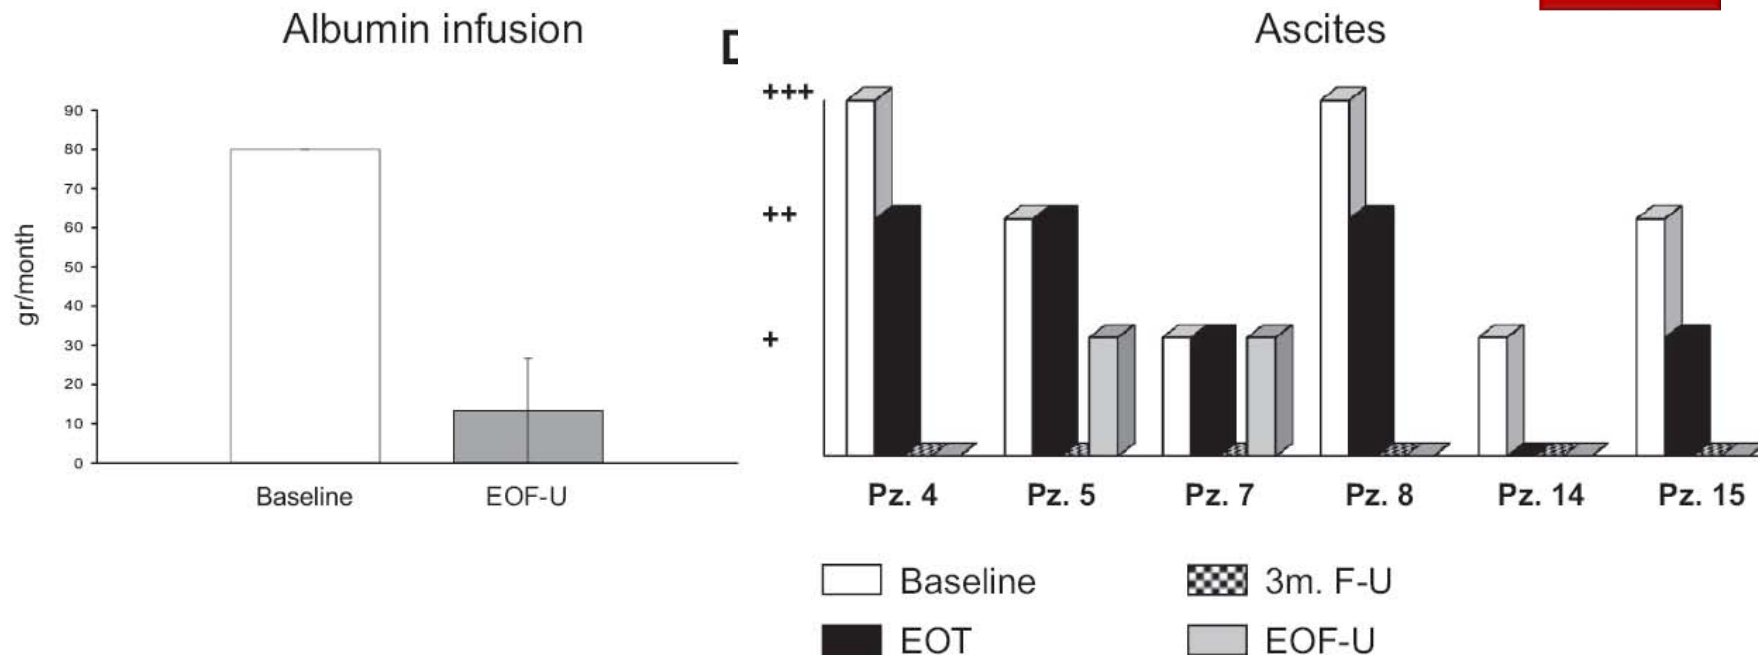 Albumin infusion
gr/month
90
80
70
60
50
40
30
20
10
0
Baseline
EOF-U
Ascites
+++
++
+
Pz. 4
Pz. 5
Pz. 7
Pz. 8
Pz. 14
Pz. 15
Baseline
3m. F-U
EOT
EOF-U